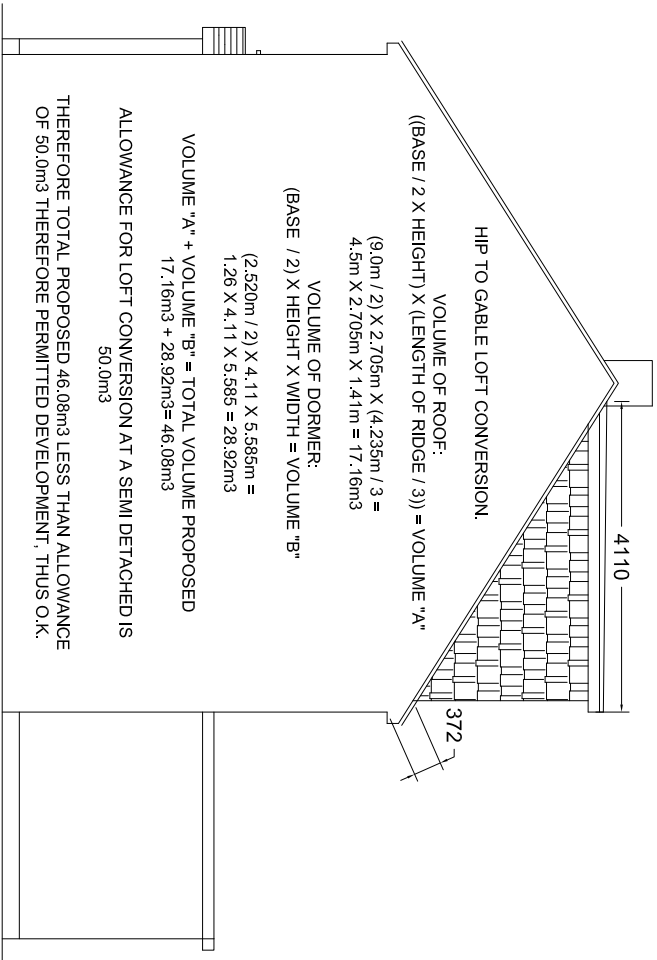 4110
372
HIP TO GABLE LOFT CONVERSION.
VOLUME OF ROOF:
((BASE / 2 X HEIGHT) X (LENGTH OF RIDGE / 3)) = VOLUME "A"
(9.0m / 2) X 2.705m X (4.235m / 3 =
4.5m X 2.705m X 1.41m = 17.16m3
VOLUME OF DORMER:
(BASE / 2) X HEIGHT X WIDTH = VOLUME "B"
(2.520m / 2) X 4.11 X 5.585m =
1.26 X 4.11 X 5.585 = 28.92m3
VOLUME "A" + VOLUME "B" = TOTAL VOLUME PROPOSED
17.16m3 + 28.92m3= 46.08m3
ALLOWANCE FOR LOFT CONVERSION AT A SEMI DETACHED IS
50.0m3
THEREFORE TOTAL PROPOSED 46.08m3 LESS THAN ALLOWANCE
OF 50.0m3 THEREFORE PERMITTED DEVELOPMENT, THUS O.K.